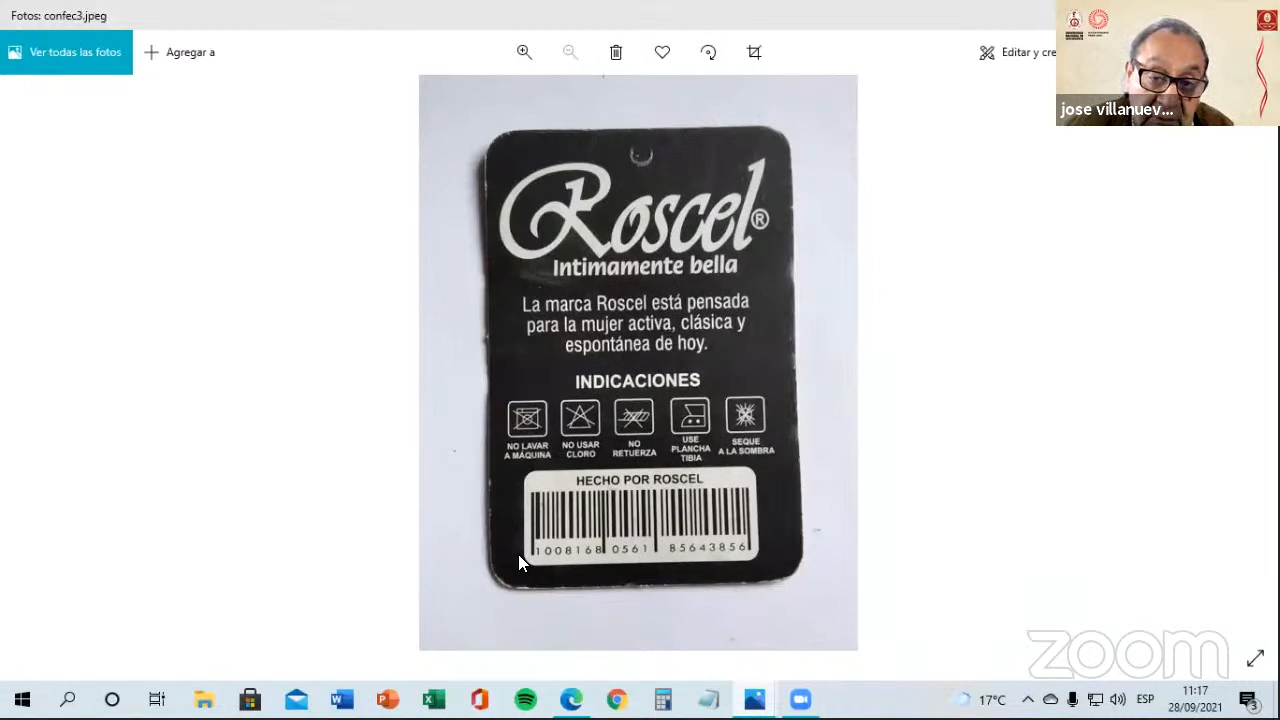 Fotos: confec3.jpeg
Ver todas las fotos
Agregar a
Editar y cre
jose villanuev...
Roscel®
Intimamente bella
La marca Roscel está pensada
para la mujer activa, clásica y
espontánea de hoy.
INDICACIONES
NO LAVAR
A MÁQUINA
NO USAR
CLORO
NO
RETUERZA
USE
PLANCHA
TIBIA
SEQUE
A LA SOMBRA
HECHO POR ROSCEL
1008168 0561 85643856
zoom
17°C
ESP
11:17
28/09/2021
3